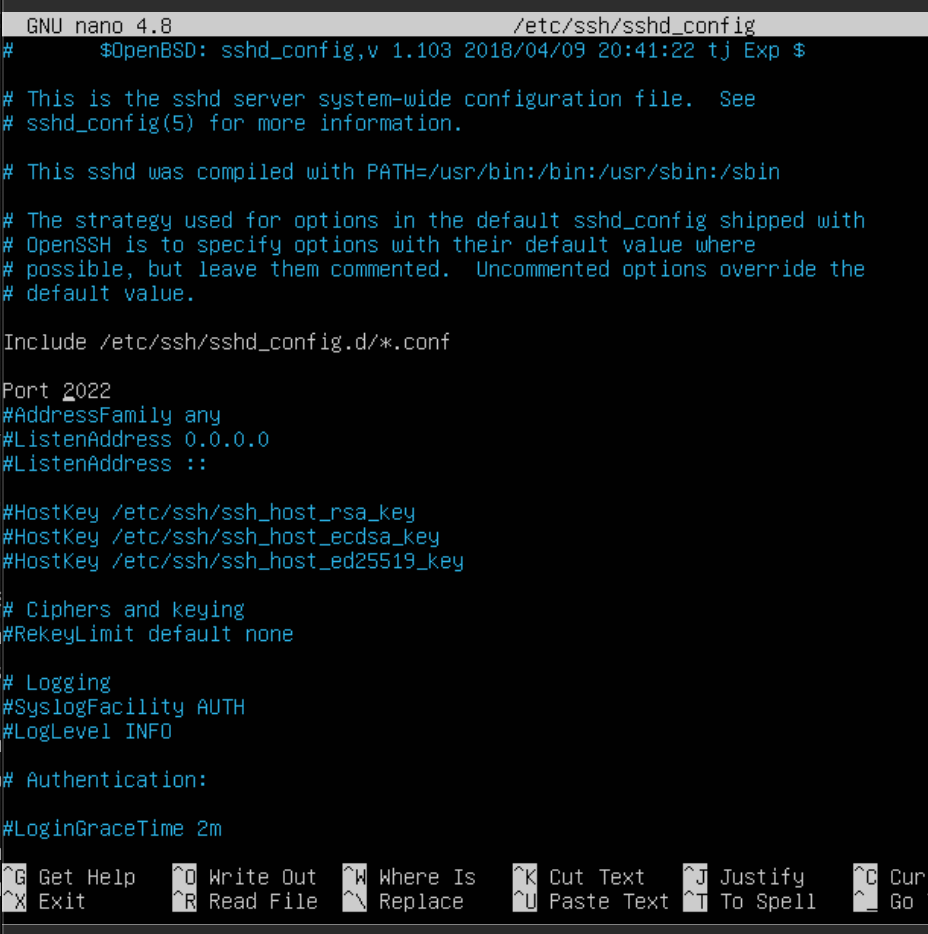 GNU nano 4.8 /etc/ssh/sshd_config
# $OpenBSD: sshd_config,v 1.103 2018/04/09 20:41:22 tj Exp $
# This is the sshd server system-wide configuration file. See
# sshd_config(5) for more information.
# This sshd was compiled with PATH=/usr/bin:/bin:/usr/sbin:/sbin
# The strategy used for options in the default sshd_config shipped with
# OpenSSH is to specify options with their default value where
# possible, but leave them commented. Uncommented options override the
# default value.
Include /etc/ssh/sshd_config.d/*.conf
Port 2022
#AddressFamily any
#ListenAddress 0.0.0.0
#ListenAddress ::
#HostKey /etc/ssh/ssh_host_rsa_key
#HostKey /etc/ssh/ssh_host_ecdsa_key
#HostKey /etc/ssh/ssh_host_ed25519_key
# Ciphers and keying
#RekeyLimit default none
# Logging
#SyslogFacility AUTH
#LogLevel INFO
# Authentication:
#LoginGraceTime 2m
^G Get Help ^O Write Out ^W Where Is ^K Cut Text ^J Justify ^C Cur
^X Exit ^R Read File ^\ Replace ^U Paste Text ^T To Spell ^_ Go